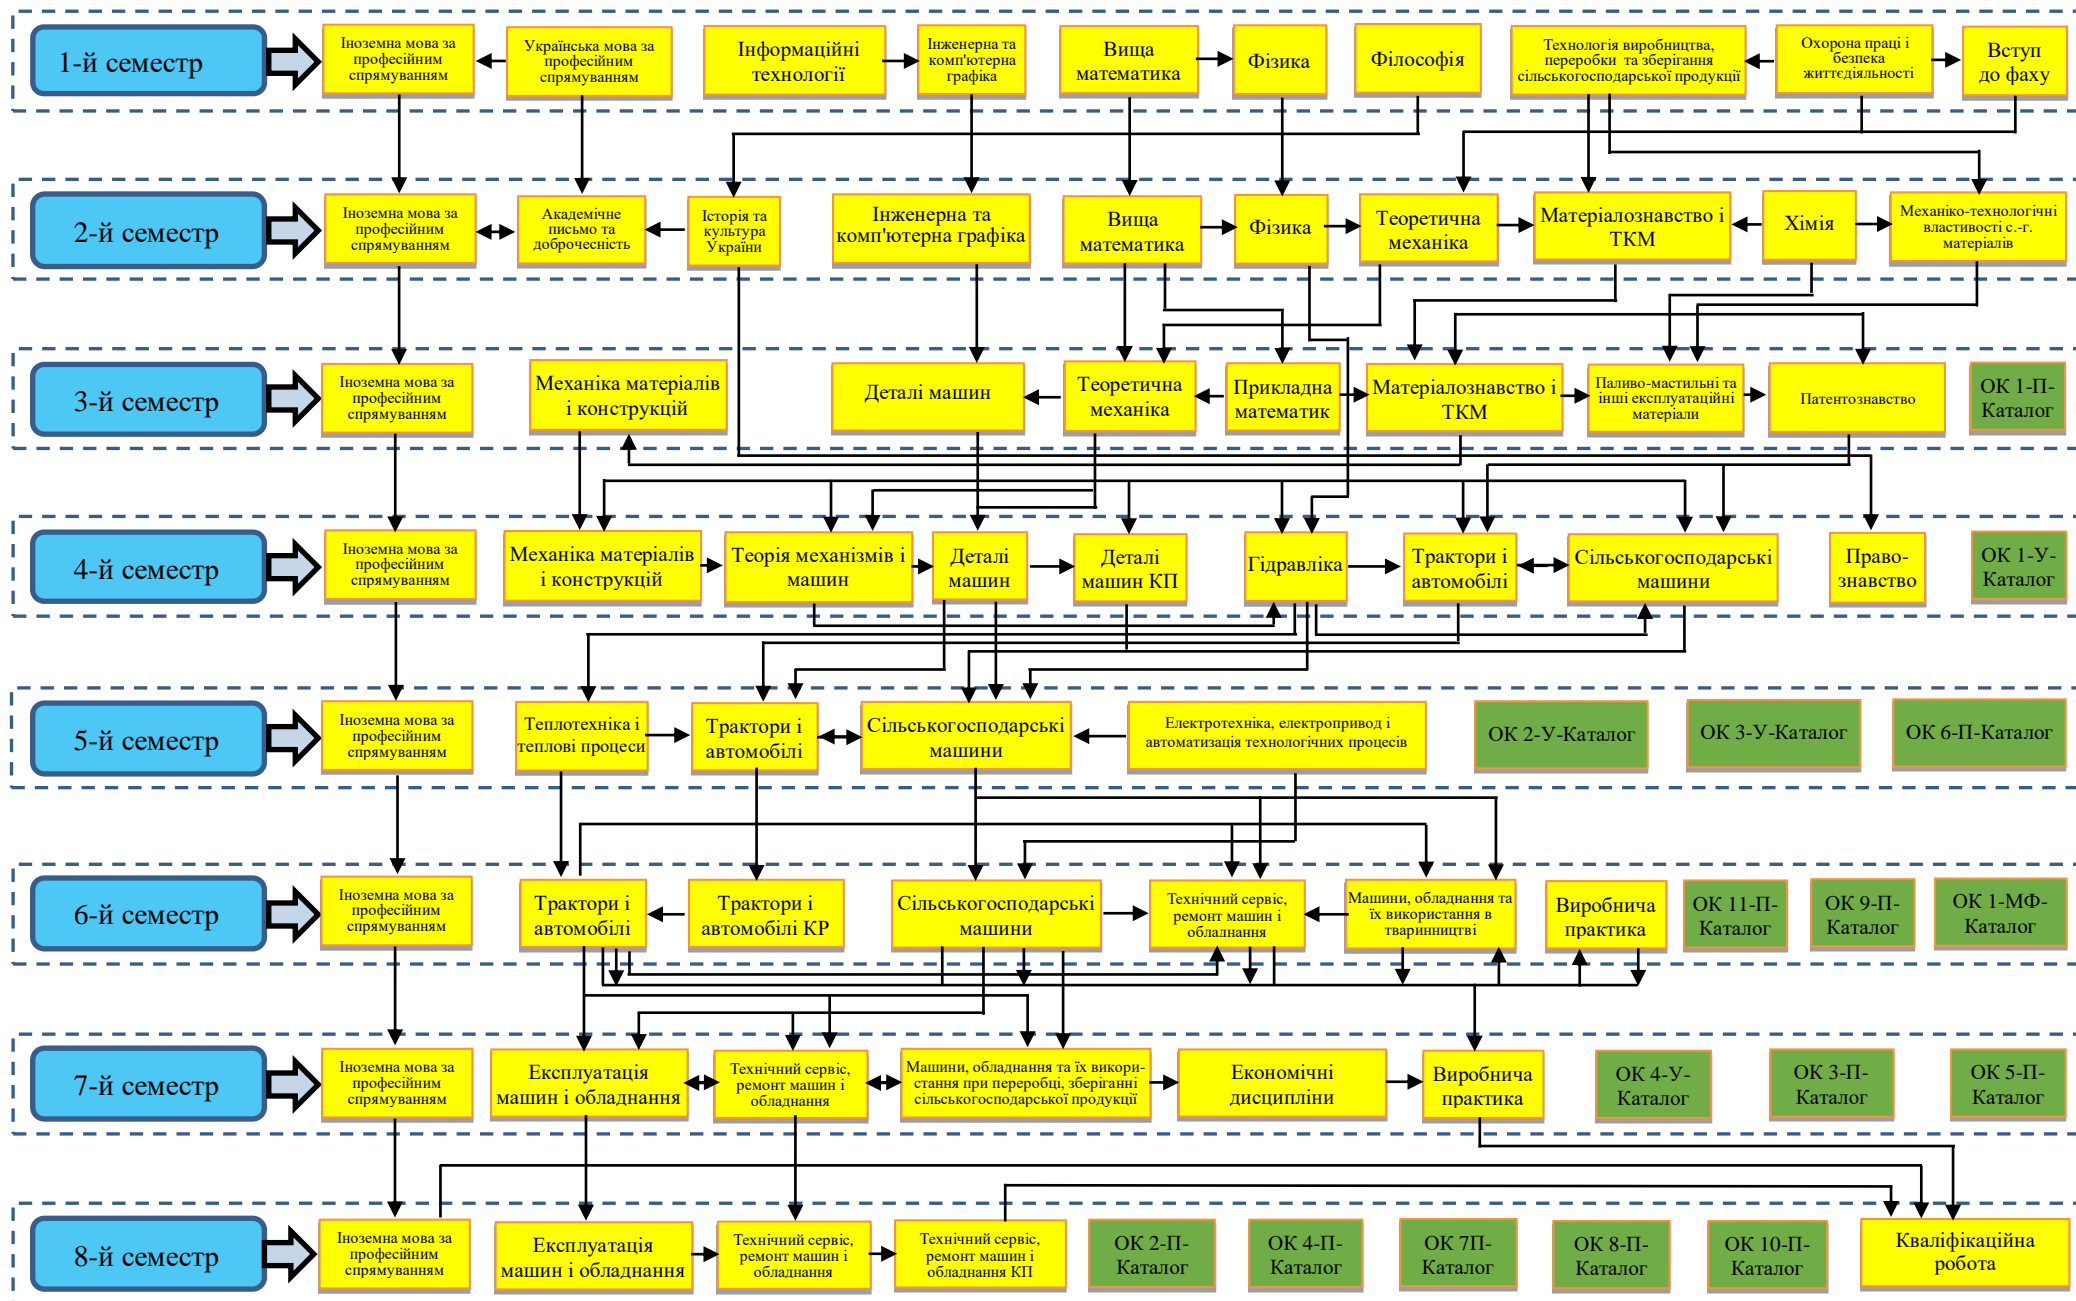 1-й семестр
Іноземна мова за
професійним
спрямуванням
Українська мова за
професійним
спрямуванням
Інформаційні
технології
Інженерна та
комп'ютерна
графіка
Вища
математика
Фізика
Філософія
Технологія виробництва,
переробки та зберігання
сільськогосподарської продукції
Охорона праці і
безпека
життєдіяльності
Вступ
до фаху
2-й семестр
Іноземна мова за
професійним
спрямуванням
Академічне
письмо та
доброчесність
Історія та
культура
України
Інженерна та
комп'ютерна графіка
Вища
математика
Фізика
Теоретична
механіка
Матеріалознавство і
ТКМ
Хімія
Механіко-технологічні
властивості с.-г.
матеріалів
3-й семестр
Іноземна мова за
професійним
спрямуванням
Механіка матеріалів
і конструкцій
Деталі машин
Теоретична
механіка
Прикладна
математик
Матеріалознавство і
ТКМ
Паливо-мастильні та
інші експлуатаційні
матеріали
Патентознавство
ОК 1-П-
Каталог
4-й семестр
Іноземна мова за
професійним
спрямуванням
Механіка матеріалів
і конструкцій
Теорія механізмів і
машин
Деталі
машин
Деталі
машин КП
Гідравліка
Трактори і
автомобілі
Сільськогосподарські
машини
Право-
знавство
ОК 1-У-
Каталог
5-й семестр
Іноземна мова за
професійним
спрямуванням
Теплотехніка і
теплові процеси
Трактори і
автомобілі
Сільськогосподарські
машини
Електротехніка, електропривод і
автоматизація технологічних процесів
ОК 2-У-Каталог
ОК 3-У-Каталог
ОК 6-П-Каталог
6-й семестр
Іноземна мова за
професійним
спрямуванням
Трактори і
автомобілі
Трактори і
автомобілі КР
Сільськогосподарські
машини
Технічний сервіс,
ремонт машин і
обладнання
Машини, обладнання та
їх використання в
тваринництві
Виробнича
практика
ОК 11-П-
Каталог
ОК 9-П-
Каталог
ОК 1-МФ-
Каталог
7-й семестр
Іноземна мова за
професійним
спрямуванням
Експлуатація
машин і обладнання
Технічний сервіс,
ремонт машин і
обладнання
Машини, обладнання та їх викори-
стання при переробці, зберіганні
сільськогосподарської продукції
Економічні
дисципліни
Виробнича
практика
ОК 4-У-
Каталог
ОК 3-П-
Каталог
ОК 5-П-
Каталог
8-й семестр
Іноземна мова за
професійним
спрямуванням
Експлуатація
машин і обладнання
Технічний сервіс,
ремонт машин і
обладнання
Технічний сервіс,
ремонт машин і
обладнання КП
ОК 2-П-
Каталог
ОК 4-П-
Каталог
ОК 7П-
Каталог
ОК 8-П-
Каталог
ОК 10-П-
Каталог
Кваліфікаційна
робота